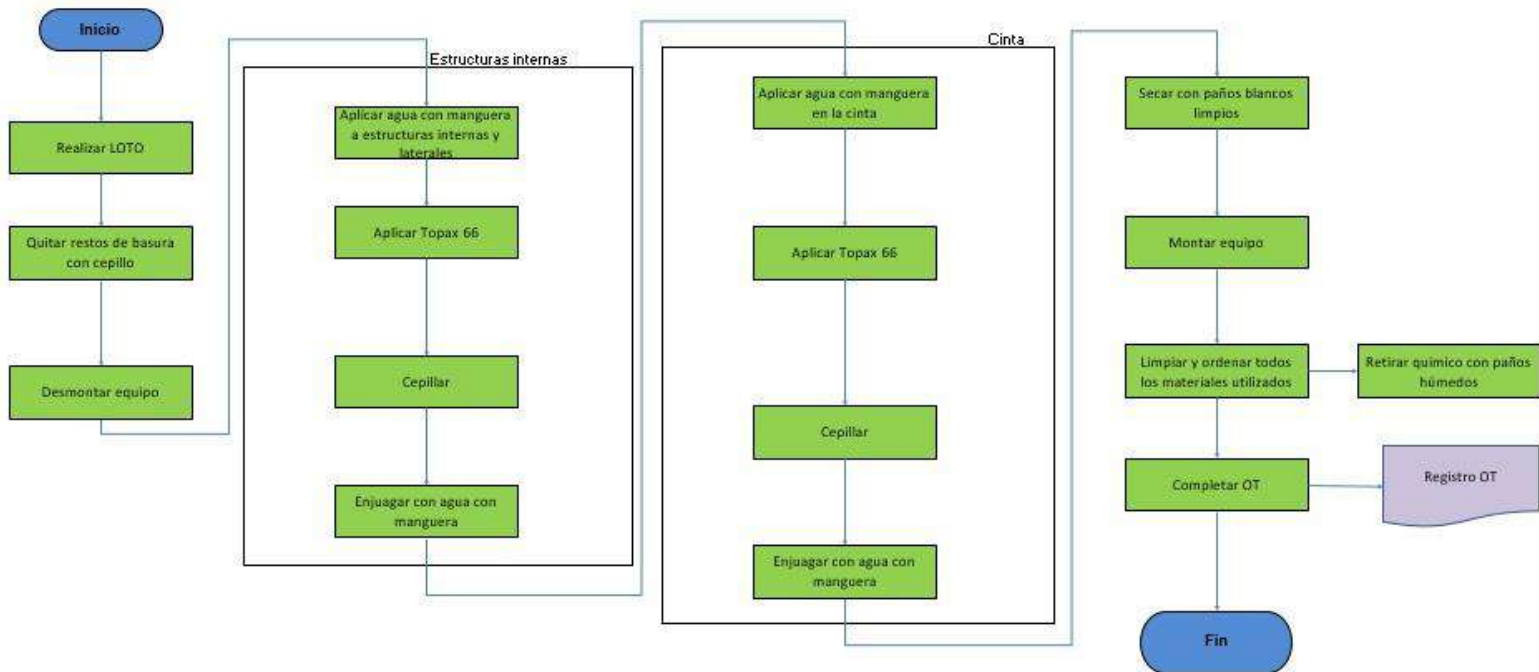 Inicio
Realizar LOTO
Quitar restos de basura
con cepillo
Desmontar equipo
Estructuras internas
Aplicar agua con manguera
a estructuras internas y
laterales
Aplicar Topax 66
Cepillar
Enjuagar con agua con
manguera
Cinta
Aplicar agua con manguera
en la cinta
Aplicar Topax 66
Cepillar
Enjuagar con agua con
manguera
Secar con paños blancos
limpios
Montar equipo
Limpiar y ordenar todos
los materiales utilizados
Retirar quimico con paños
húmedos
Completar OT
Registro OT
Fin